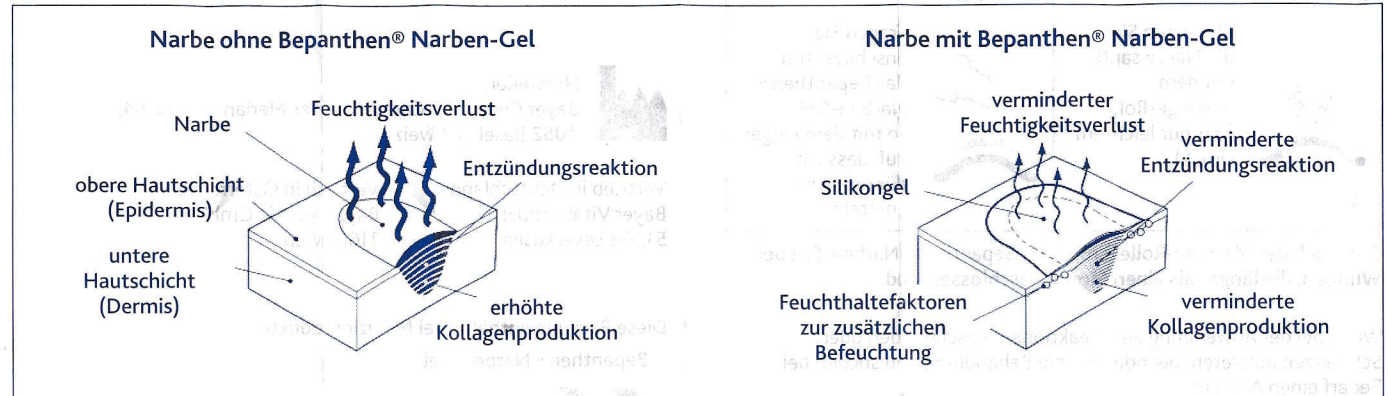 Narbe ohne Bepanthen® Narben-Gel
Feuchtigkeitsverlust
Narbe
Entzündungsreaktion
obere Hautschicht
(Epidermis)
untere
Hautschicht
(Dermis)
erhöhte
Kollagenproduktion
Narbe mit Bepanthen® Narben-Gel
verminderter
Feuchtigkeitsverlust
verminderte
Entzündungsreaktion
Silikongel
Feuchthaltefaktoren
zur zusätzlichen
Befeuchtung
verminderte
Kollagenproduktion